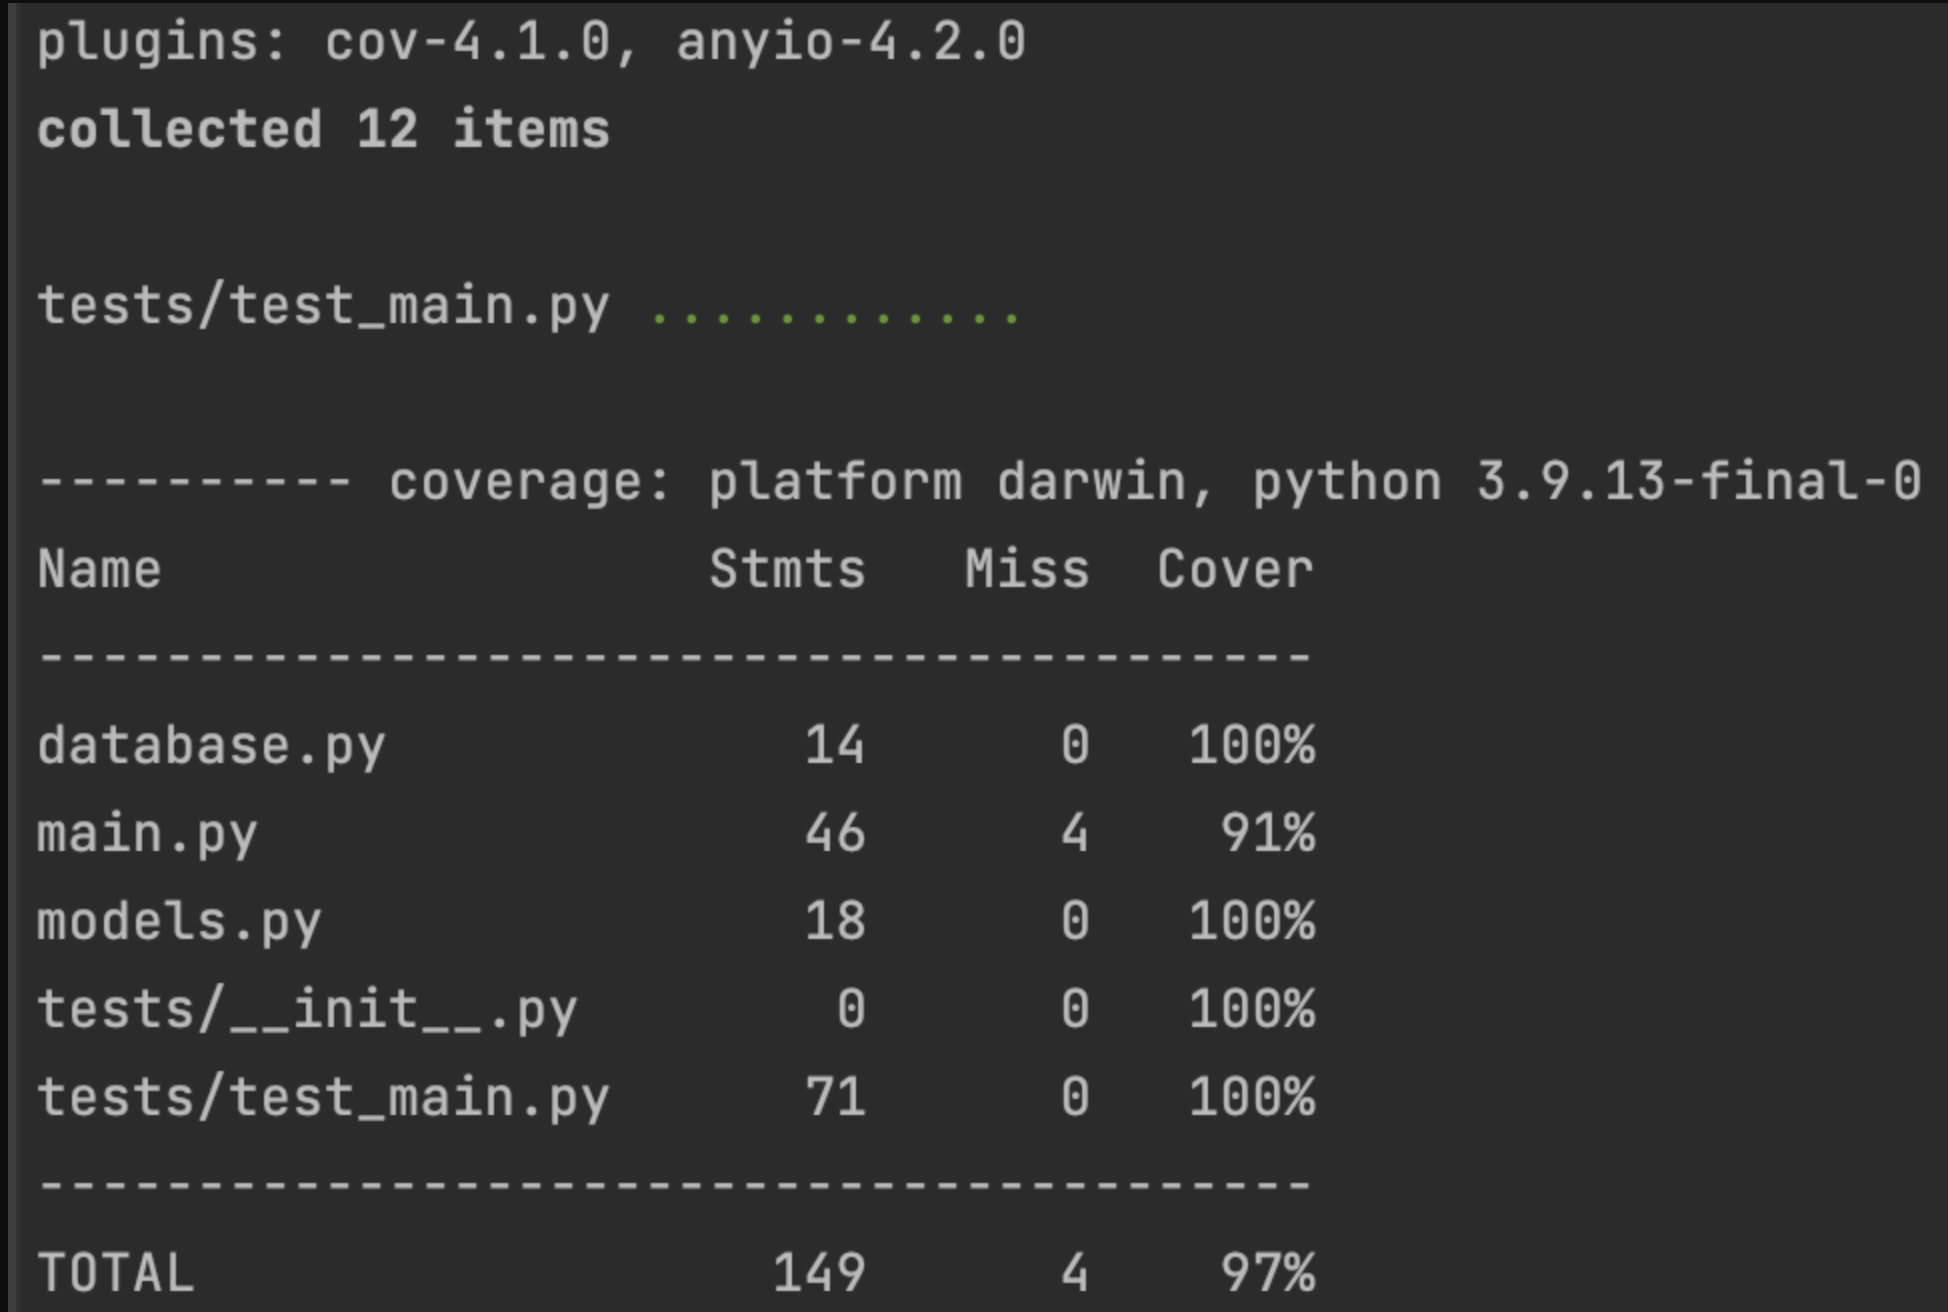 plugins: cov-4.1.0, anyio-4.2.0
collected 12 items
tests/test_main.py ............
---------- coverage: platform darwin, python 3.9.13-final-0
Name                 Stmts   Miss  Cover
----------------------------------------
database.py             14      0   100%
main.py                 46      4    91%
models.py               18      0   100%
tests/__init__.py        0      0   100%
tests/test_main.py      71      0   100%
----------------------------------------
TOTAL                  149      4    97%